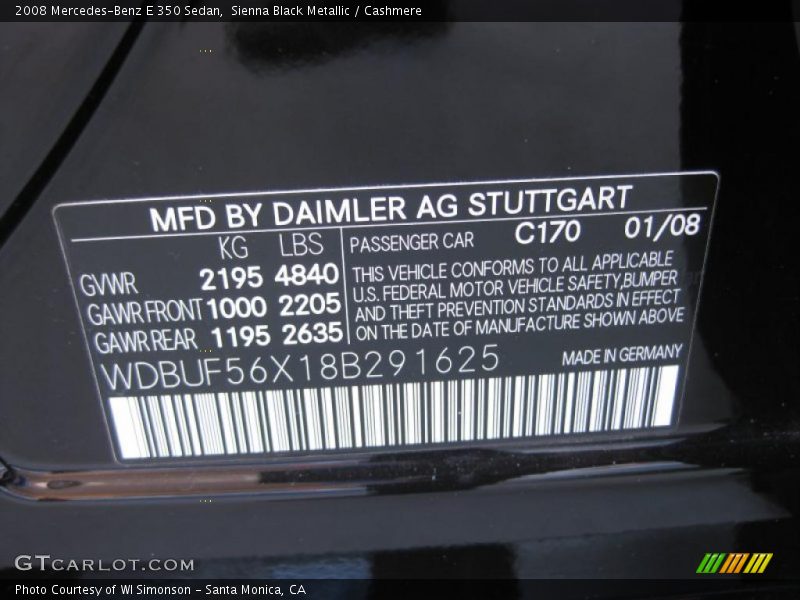 2008 Mercedes-Benz E 350 Sedan, Sienna Black Metallic / Cashmere
MFD BY DAIMLER AG STUTTGART
KG LBS
GVWR 2195 4840
GAWR FRONT 1000 2205
GAWR REAR 1195 2635
PASSENGER CAR C170 01/08
THIS VEHICLE CONFORMS TO ALL APPLICABLE
U.S. FEDERAL MOTOR VEHICLE SAFETY, BUMPER
AND THEFT PREVENTION STANDARDS IN EFFECT
ON THE DATE OF MANUFACTURE SHOWN ABOVE
WDBUF56X18B291625
MADE IN GERMANY
GTCARLOT.COM
Photo Courtesy of WI Simonson - Santa Monica, CA